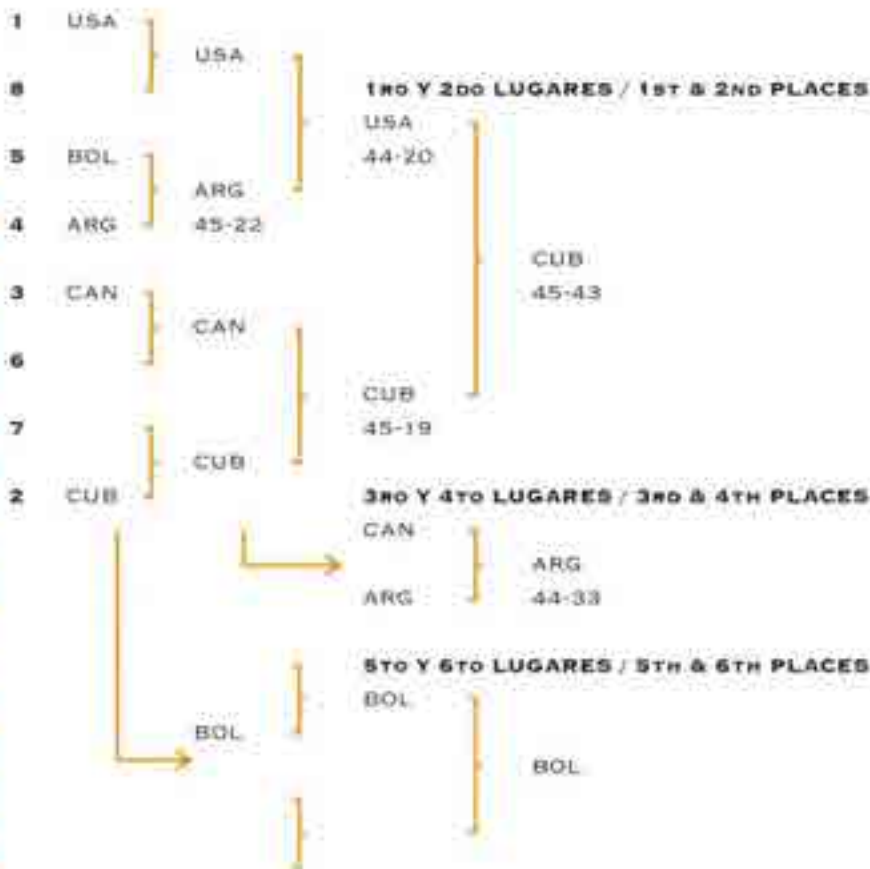 1 USA
USA
8 1RO Y 2DO LUGARES / 1ST & 2ND PLACES
USA
5 BOL 44-20
ARG
4 ARG 45-22
CUB
3 CAN 45-43
CAN
6
CUB
7 45-19
CUB
2 CUB 3RO Y 4TO LUGARES / 3RD & 4TH PLACES
CAN
ARG
ARG 44-33
5TO Y 6TO LUGARES / 5TH & 6TH PLACES
BOL
BOL
BOL